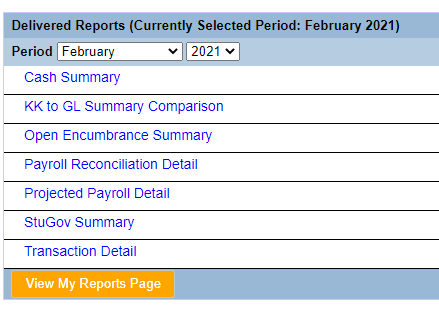 Delivered Reports (Currently Selected Period: February 2021)
Period February 2021
Cash Summary
KK to GL Summary Comparison
Open Encumbrance Summary
Payroll Reconciliation Detail
Projected Payroll Detail
StuGov Summary
Transaction Detail
View My Reports Page